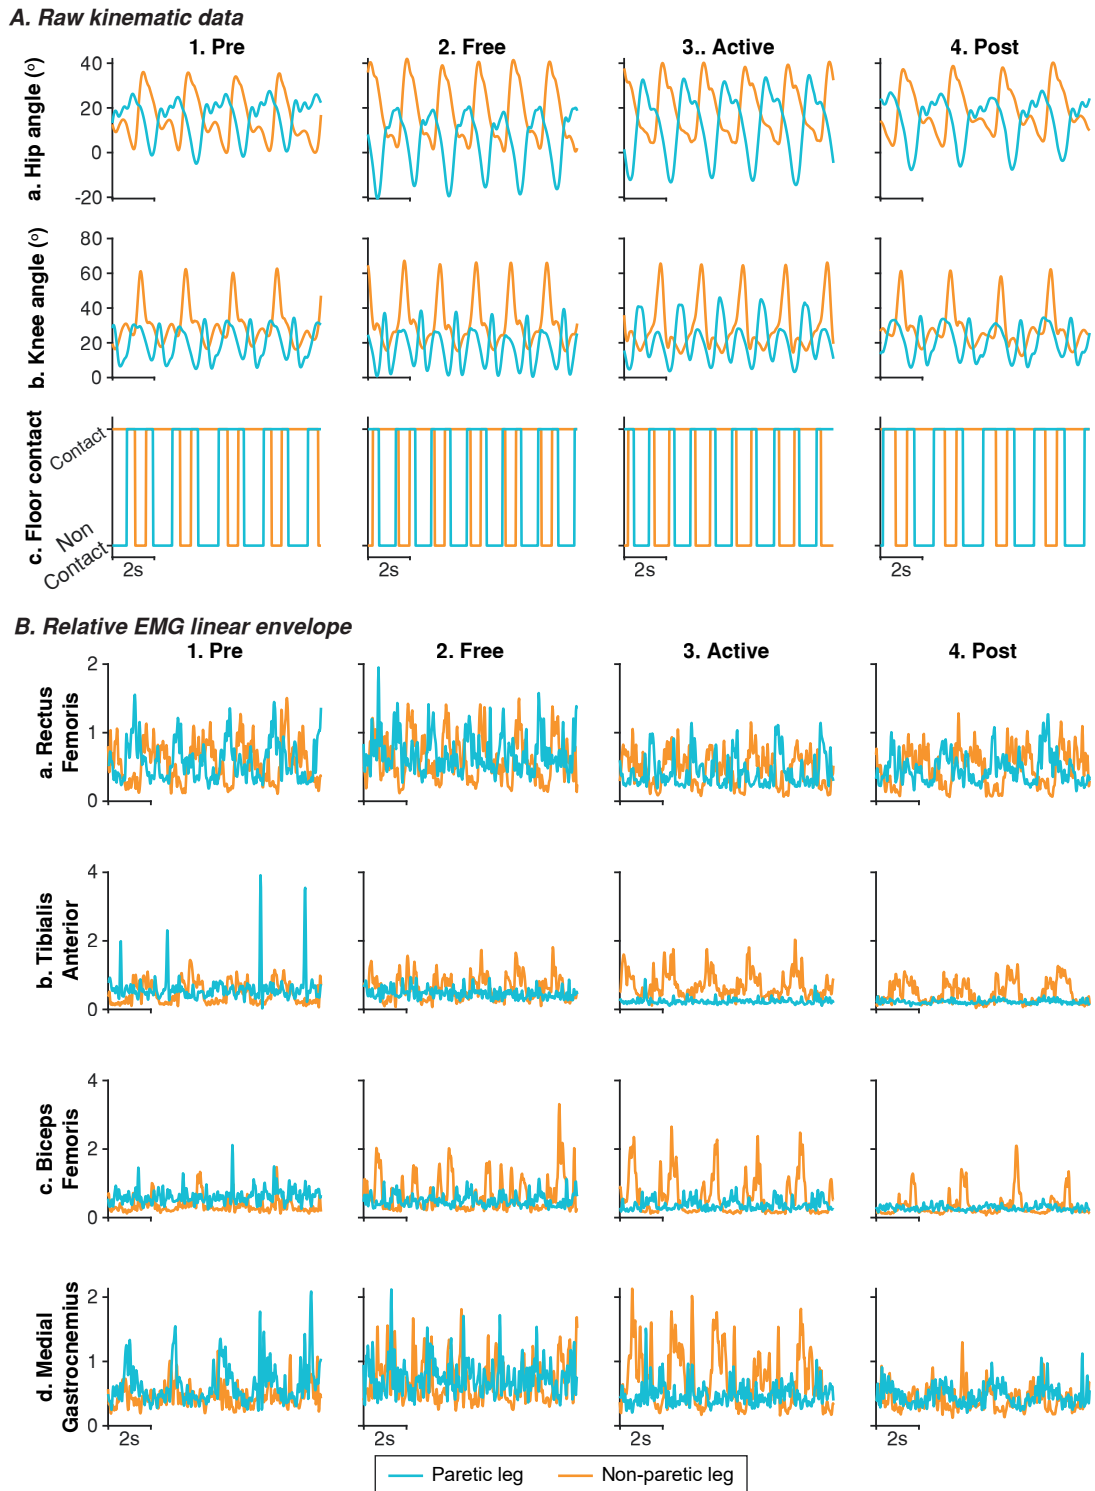 A. Raw kinematic data
1. Pre
2. Free
3.. Active
4. Post
a. Hip angle (o)
40
20
0
-20
b. Knee angle (o)
80
60
40
20
0
c. Floor contact
Contact
Non
Contact
2s
2s
2s
2s
B. Relative EMG linear envelope
1. Pre
2. Free
3. Active
4. Post
a. Rectus
Femoris
2
1
0
b. Tibialis
Anterior
4
2
0
c. Biceps
Femoris
4
2
0
d. Medial
Gastrocnemius
2
1
0
2s
2s
2s
2s
Paretic leg
Non-paretic leg